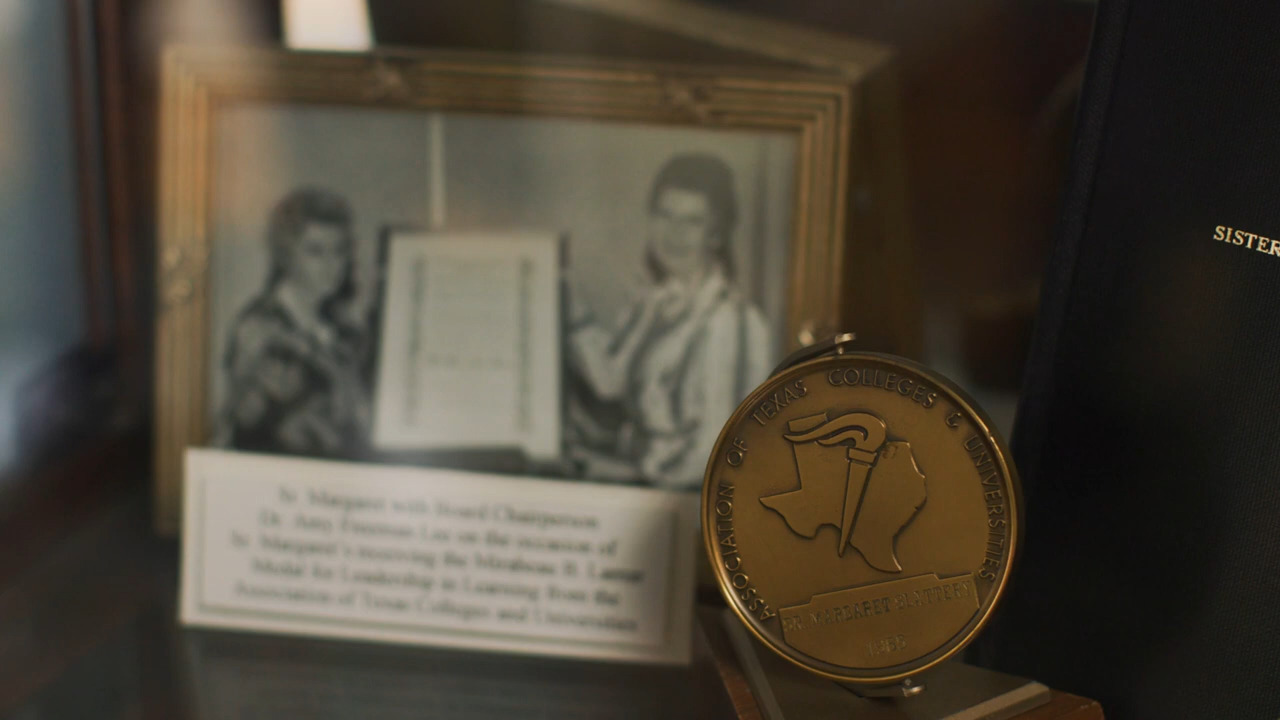 Sr. Margaret with Board Chairperson
Dr. Amy Freeman Lee on the occasion of
Sr. Margaret's receiving the Mirabeau B. Lamar
Medal for Leadership in Learning from the
Association of Texas Colleges and Universities
ASSOCIATION OF TEXAS COLLEGES & UNIVERSITIES
SR. MARGARET SLATTERY
SISTER